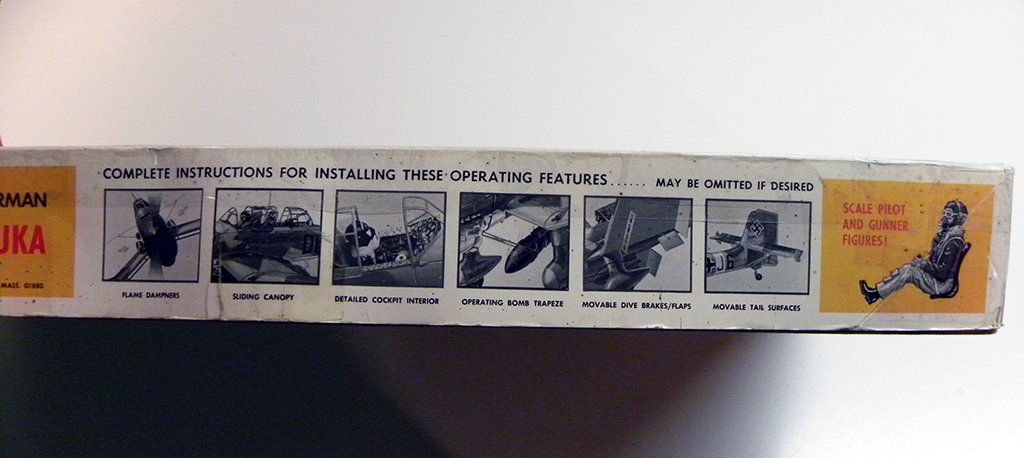 COMPLETE INSTRUCTIONS FOR INSTALLING THESE OPERATING FEATURES...... MAY BE OMITTED IF DESIRED
RMAN
UKA
MASS. 01880
FLAME DAMPNERS
SLIDING CANOPY
DETAILED COCKPIT INTERIOR
OPERATING BOMB TRAPEZE
MOVABLE DIVE BRAKES/FLAPS
MOVABLE TAIL SURFACES
SCALE PILOT
AND GUNNER
FIGURES!